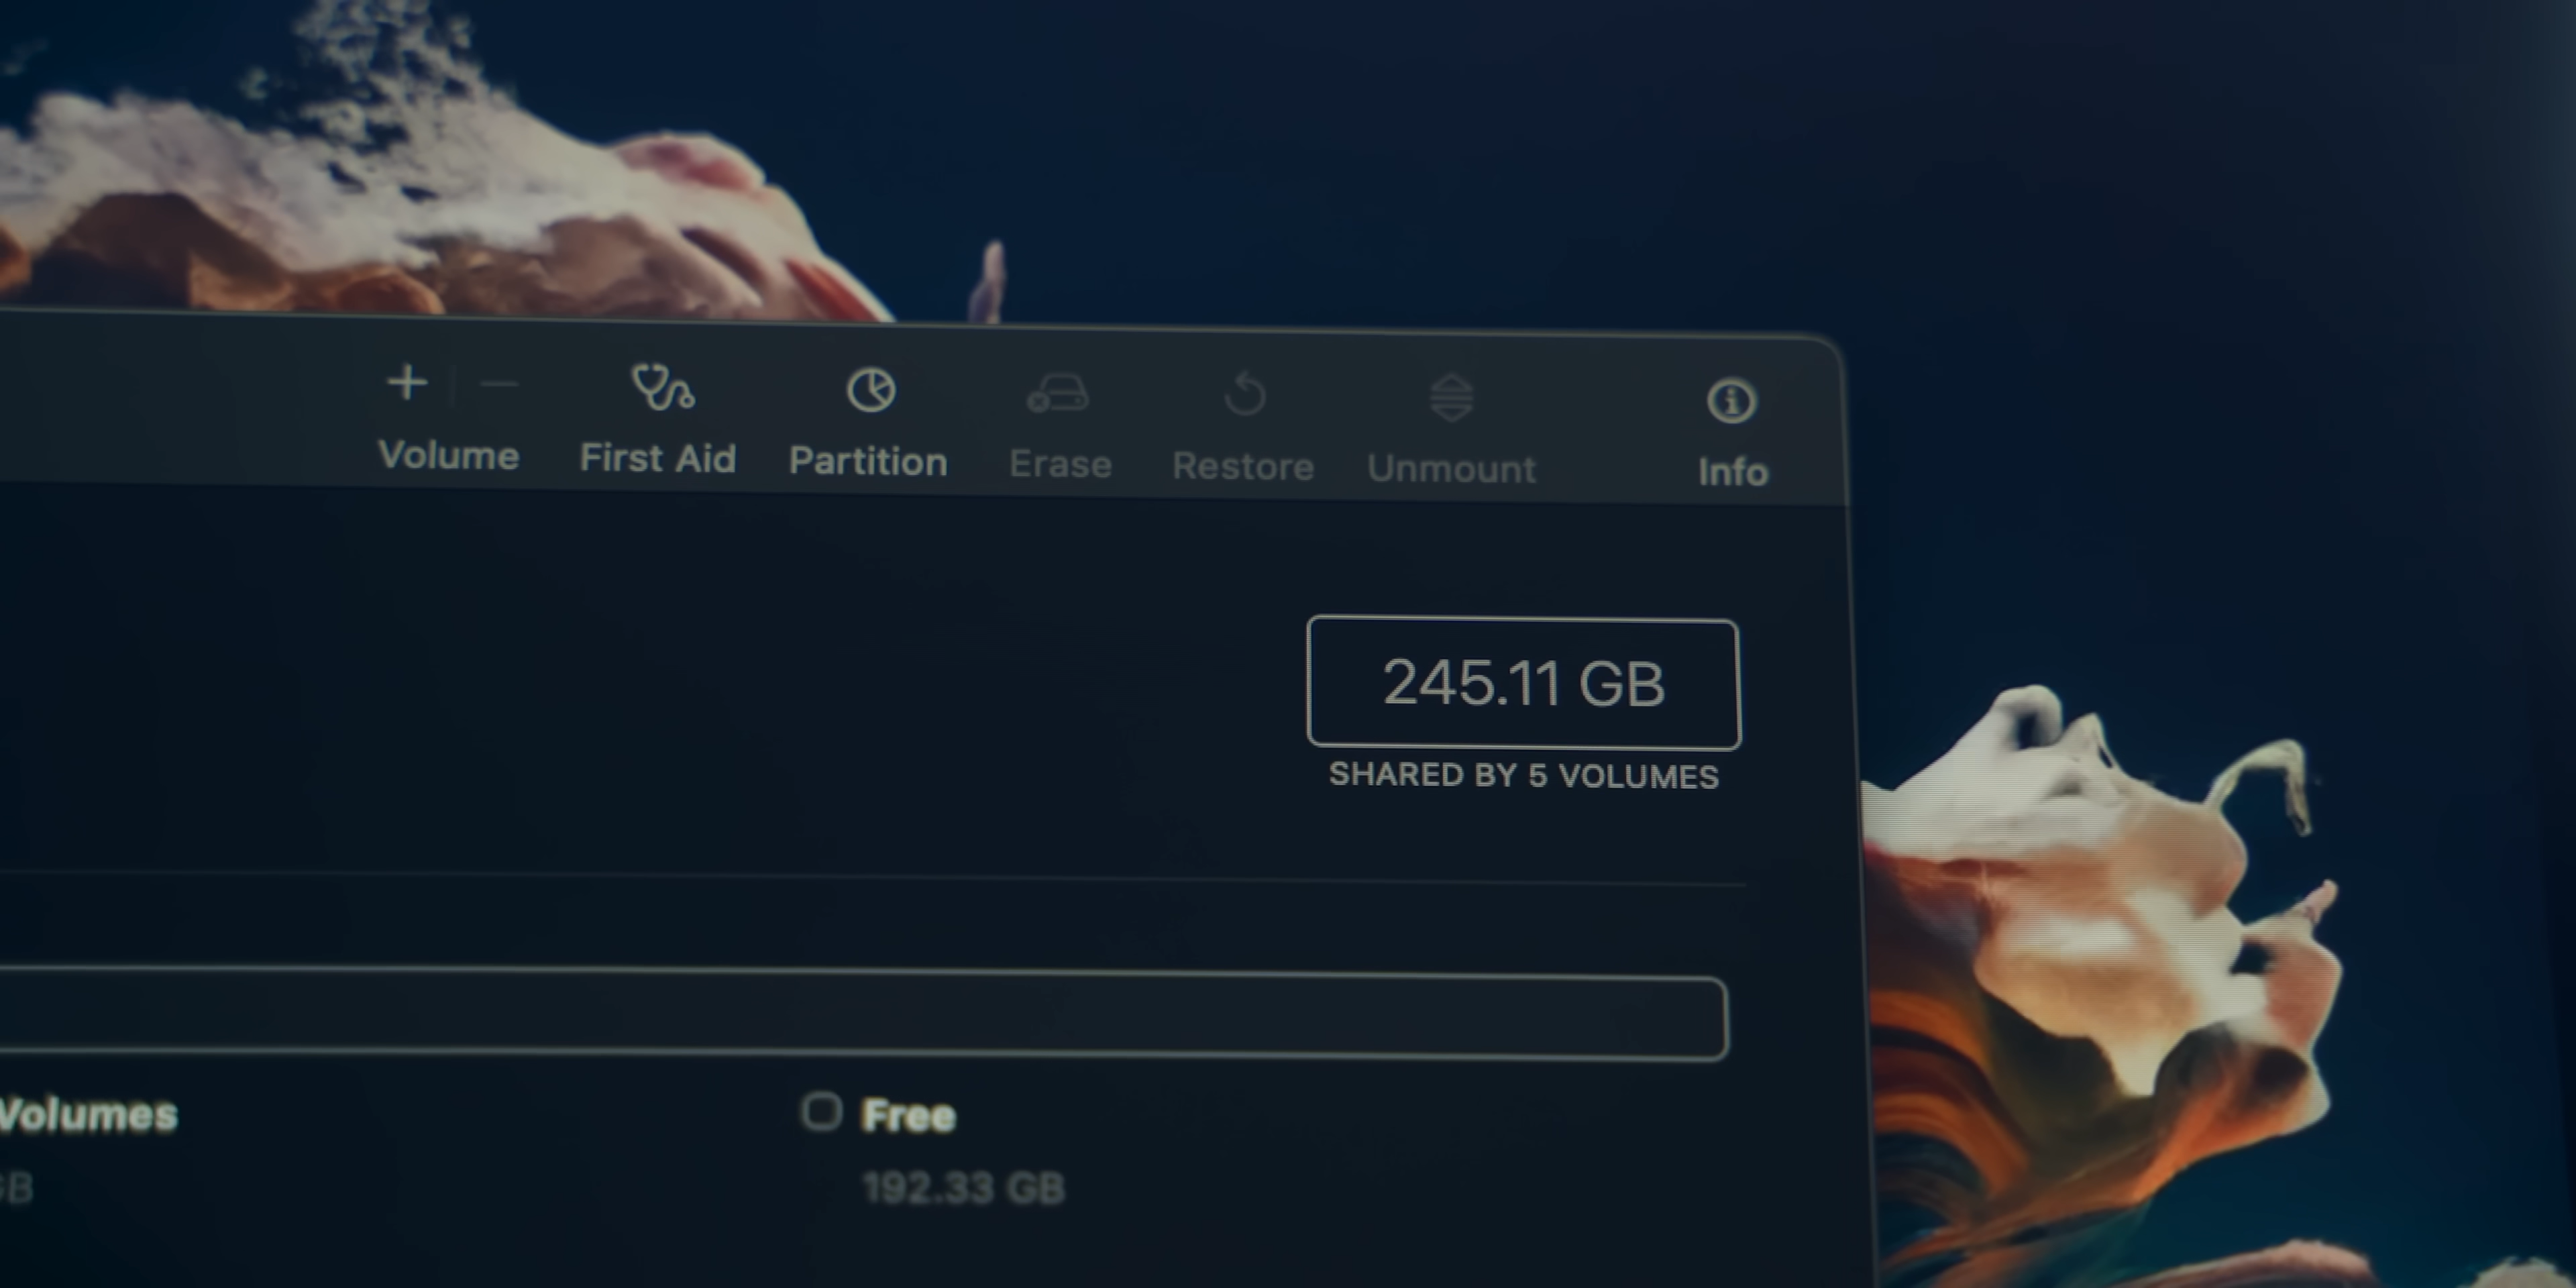 Volume First Aid Partition Erase Restore Unmount Info
245.11 GB
SHARED BY 5 VOLUMES
Volumes Free
GB 192.33 GB